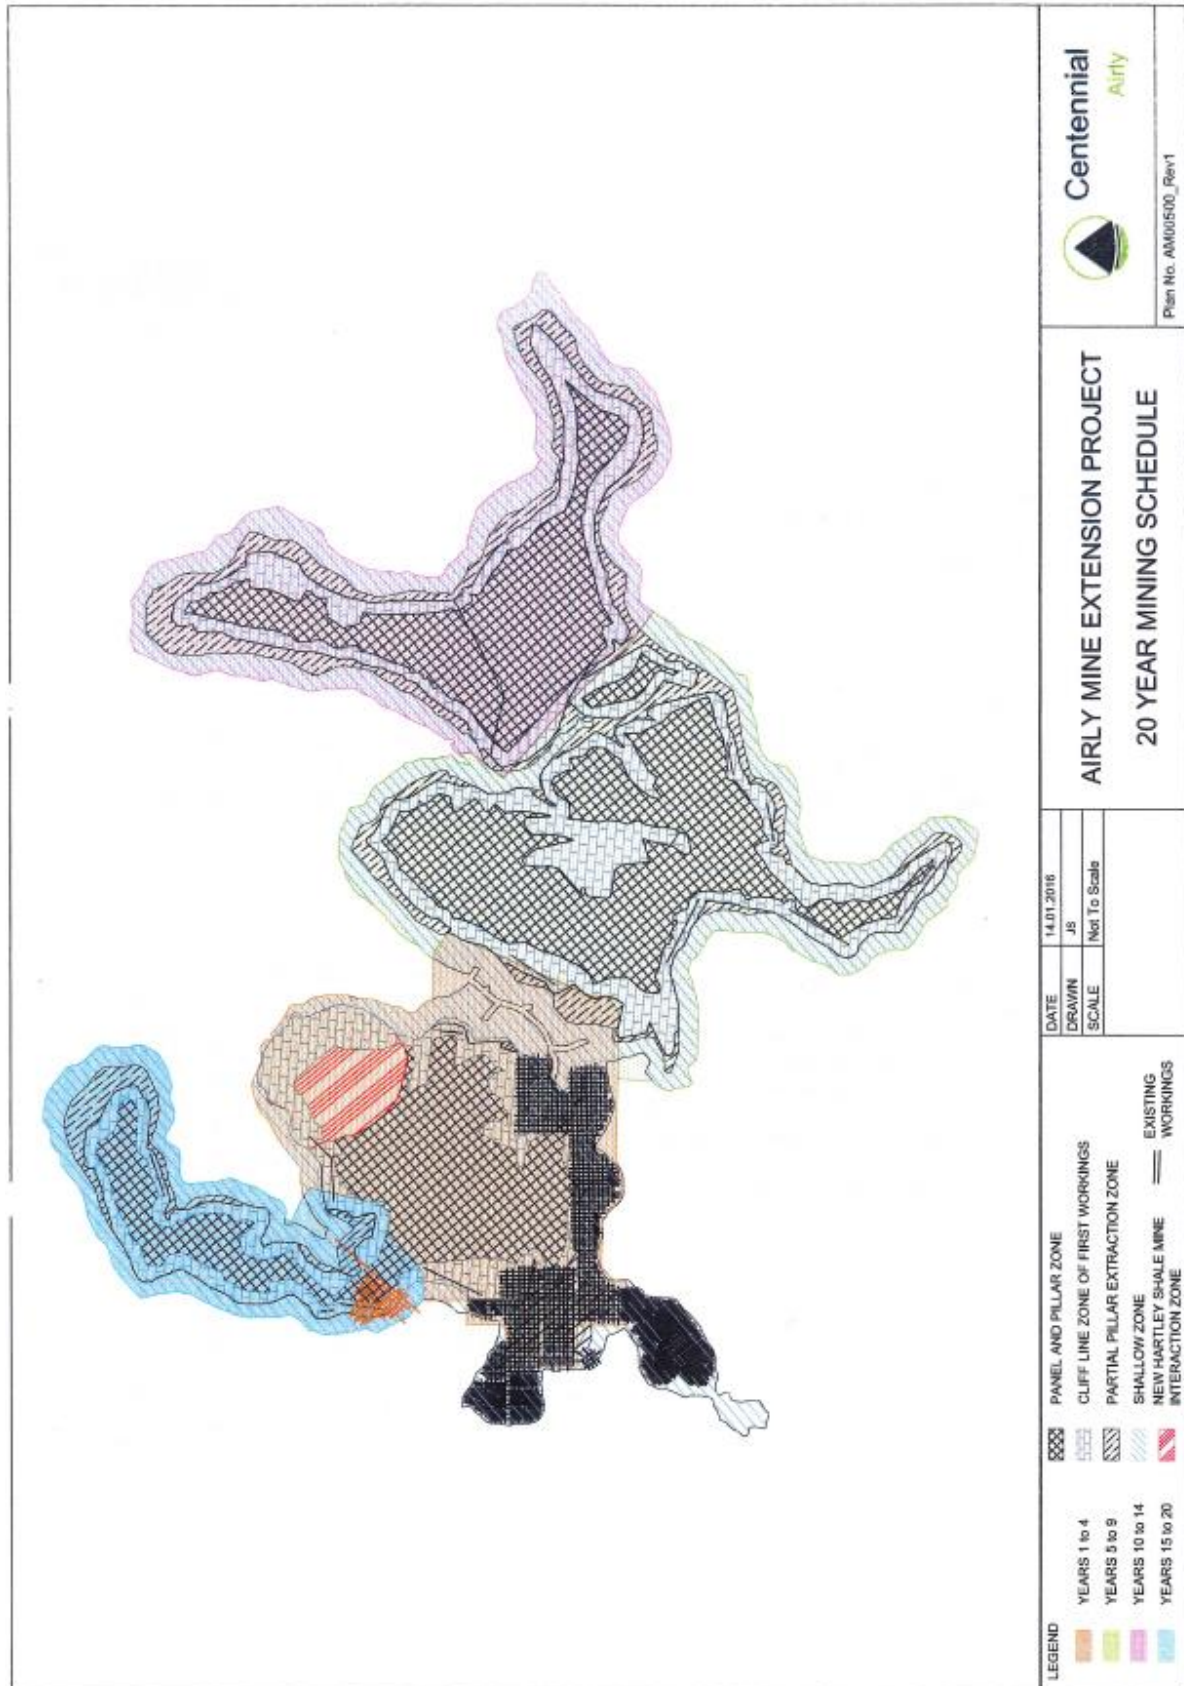 LEGEND
YEARS 1 to 4
YEARS 5 to 9
YEARS 10 to 14
YEARS 15 to 20
PANEL AND PILLAR ZONE
CLIFF LINE ZONE OF FIRST WORKINGS
PARTIAL PILLAR EXTRACTION ZONE
SHALLOW ZONE
NEW HARTLEY SHALE MINE
INTERACTION ZONE
EXISTING
WORKINGS
DATE 14.01.2016
DRAWN JS
SCALE Not To Scale
AIRLY MINE EXTENSION PROJECT
20 YEAR MINING SCHEDULE
Centennial
Airly
Plan No. AM00500_Rev1